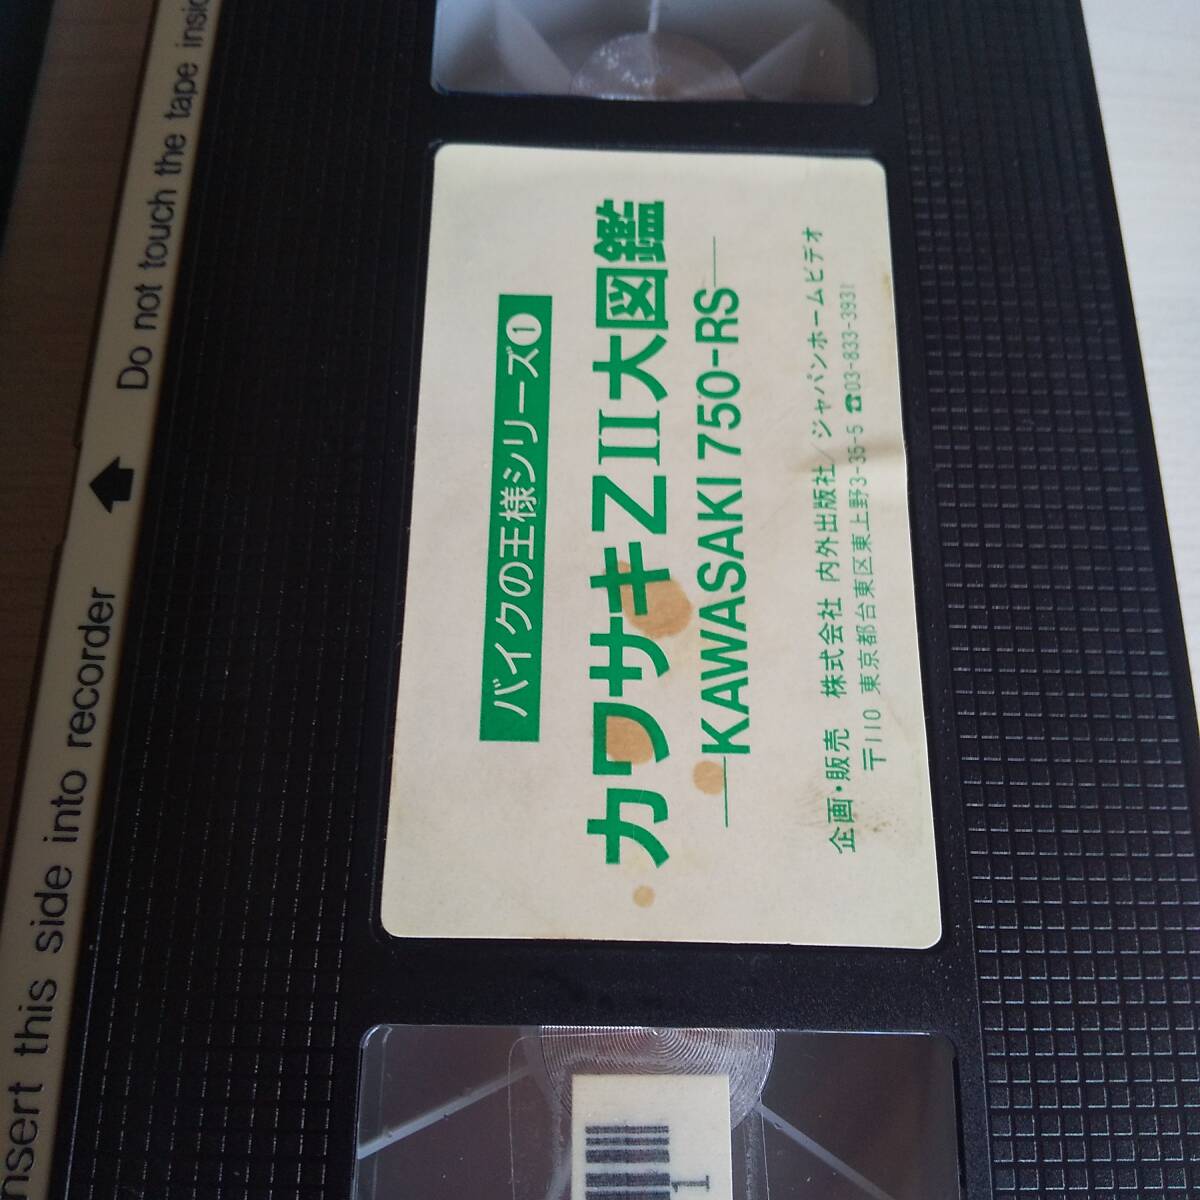 Insert this side into recorder
Do not touch the tape insid
バイクの王様シリーズ❶
カワサキZII大図鑑
KAWASAKI 750-RS
企画・販売 株式会社 内外出版社／ジャパンホームビデオ
〒110 東京都台東区東上野3-35-5 ☎03-833-3931
1